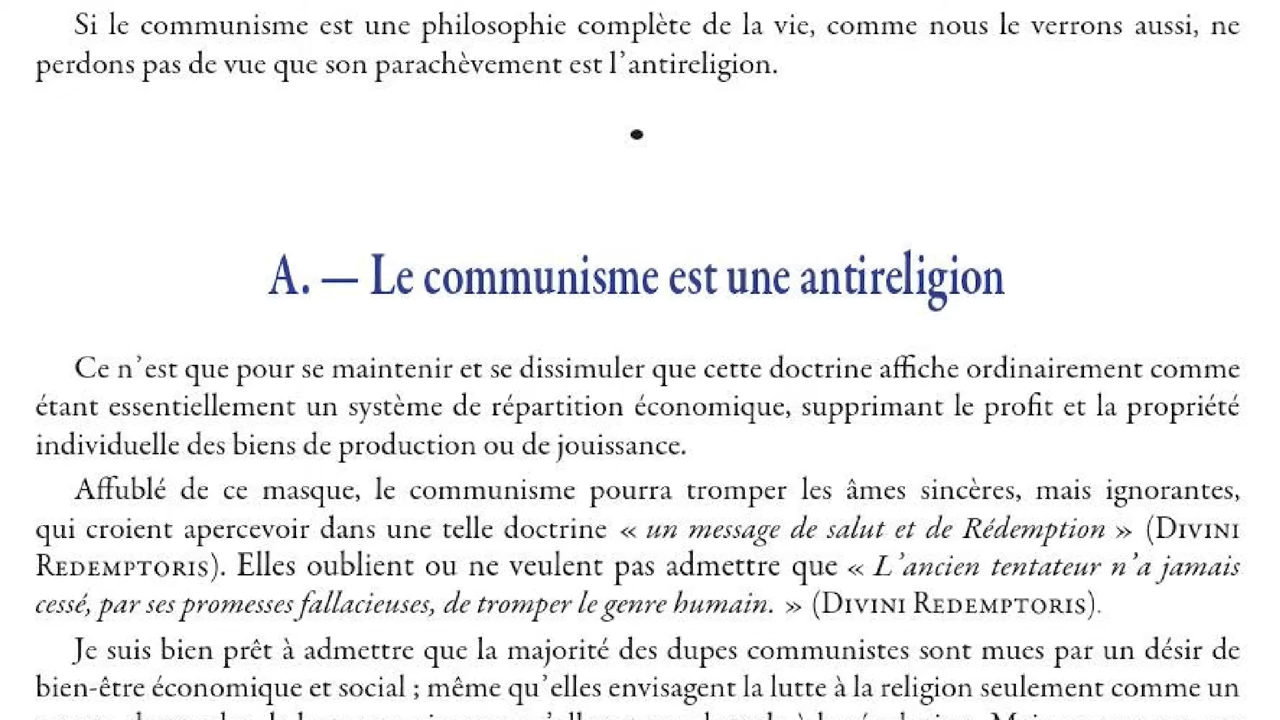 Si le communisme est une philosophie complète de la vie, comme nous le verrons aussi, ne
perdons pas de vue que son parachèvement est l'antireligion.
•
A. — Le communisme est une antireligion
Ce n'est que pour se maintenir et se dissimuler que cette doctrine affiche ordinairement comme
étant essentiellement un système de répartition économique, supprimant le profit et la propriété
individuelle des biens de production ou de jouissance.
Affublé de ce masque, le communisme pourra tromper les âmes sincères, mais ignorantes,
qui croient apercevoir dans une telle doctrine « un message de salut et de Rédemption » (DIVINI
REDEMPTORIS). Elles oublient ou ne veulent pas admettre que « L'ancien tentateur n'a jamais
cessé, par ses promesses fallacieuses, de tromper le genre humain. » (DIVINI REDEMPTORIS).
Je suis bien prêt à admettre que la majorité des dupes communistes sont mues par un désir de
bien-être économique et social ; même qu'elles envisagent la lutte à la religion seulement comme un